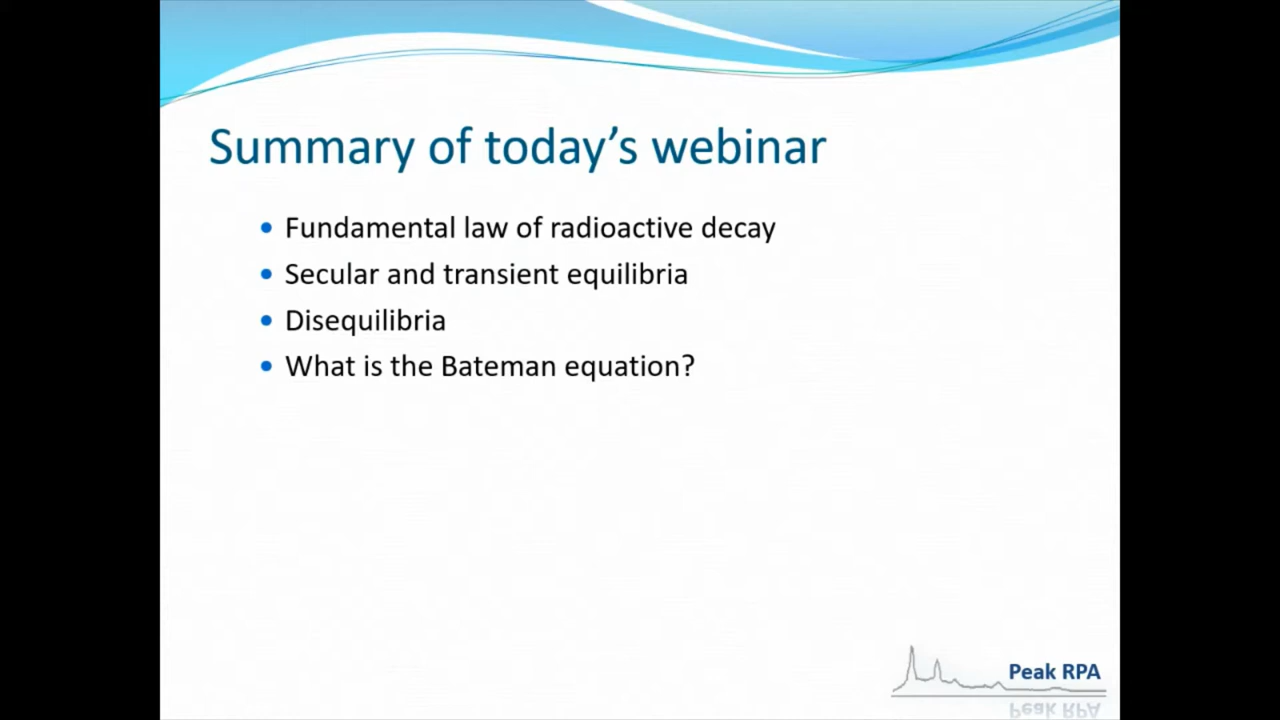 Summary of today's webinar
Fundamental law of radioactive decay
Secular and transient equilibria
Disequilibria
What is the Bateman equation?
Peak RPA